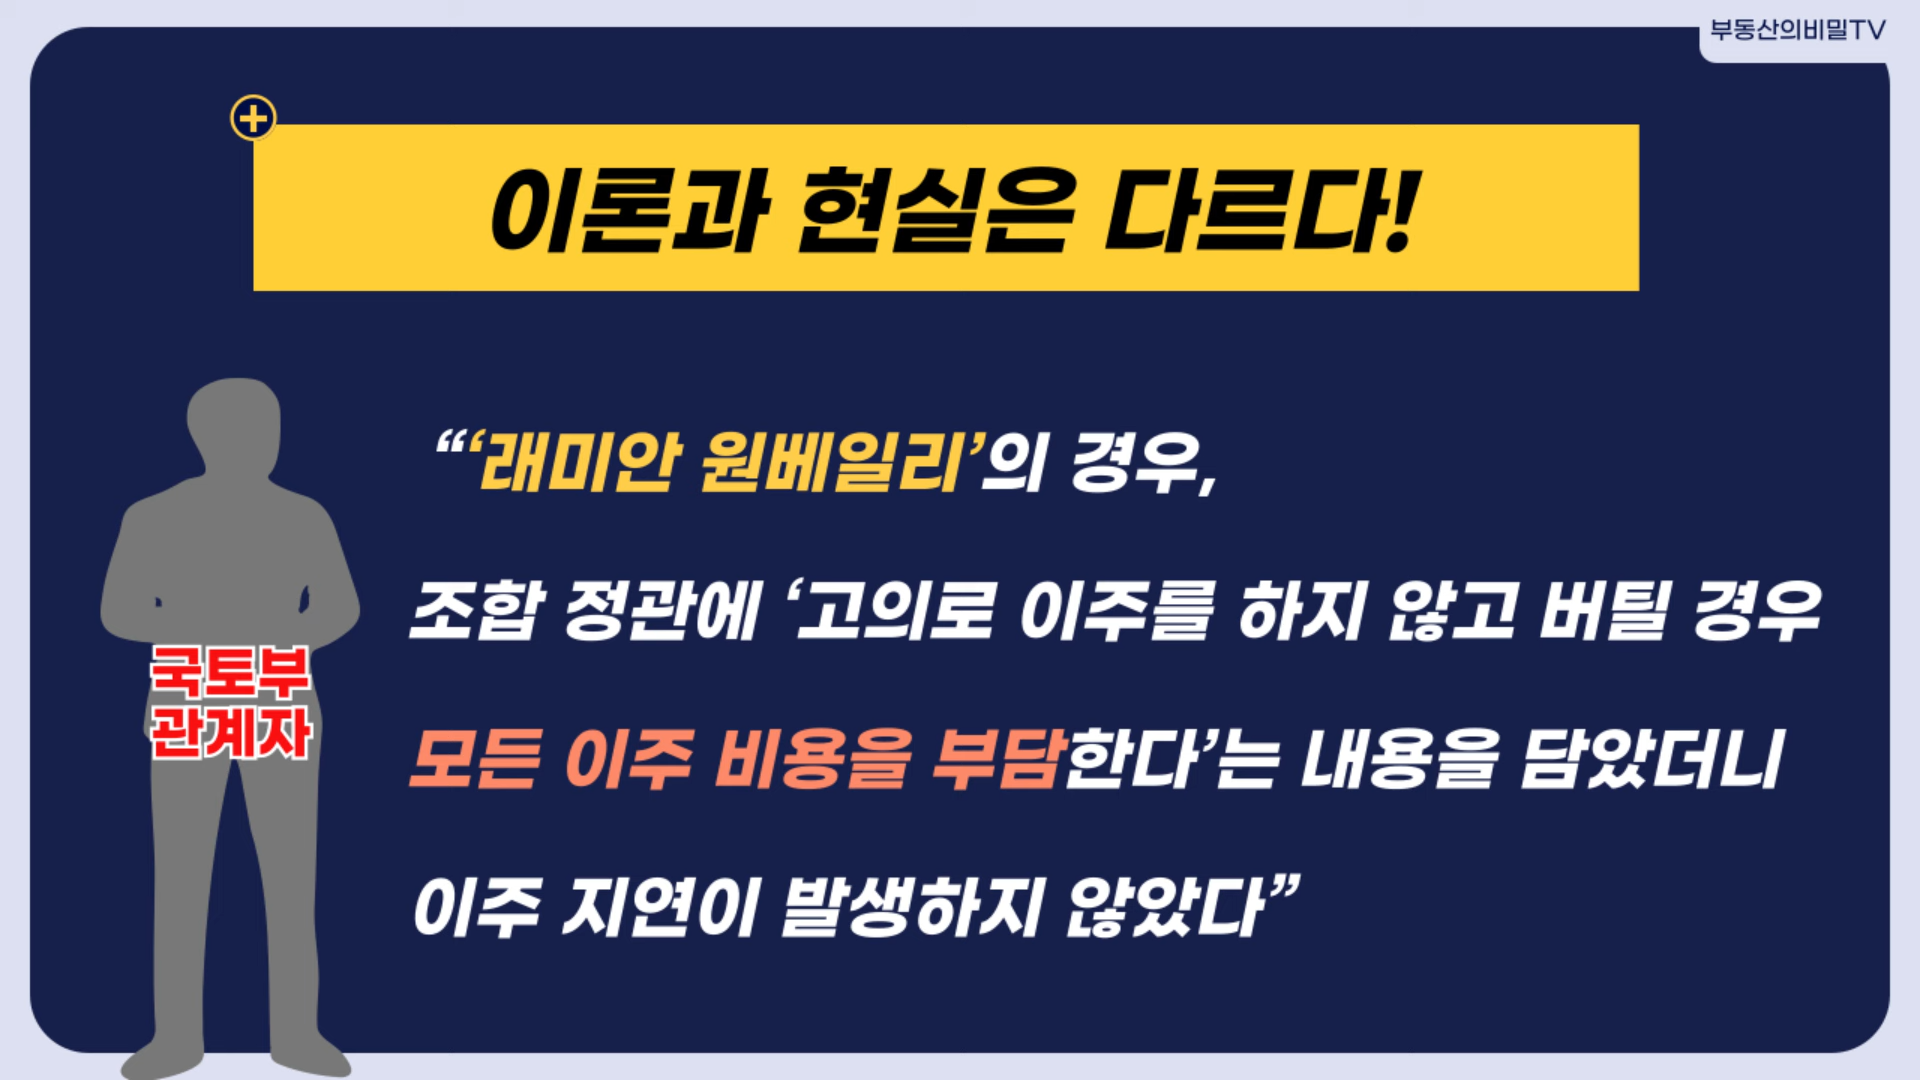 부동산의비밀TV
이론과 현실은 다르다!
“‘래미안 원베일리’의 경우,
조합 정관에 ‘고의로 이주를 하지 않고 버틸 경우
모든 이주 비용을 부담한다’는 내용을 담았더니
이주 지연이 발생하지 않았다”
국토부
관계자